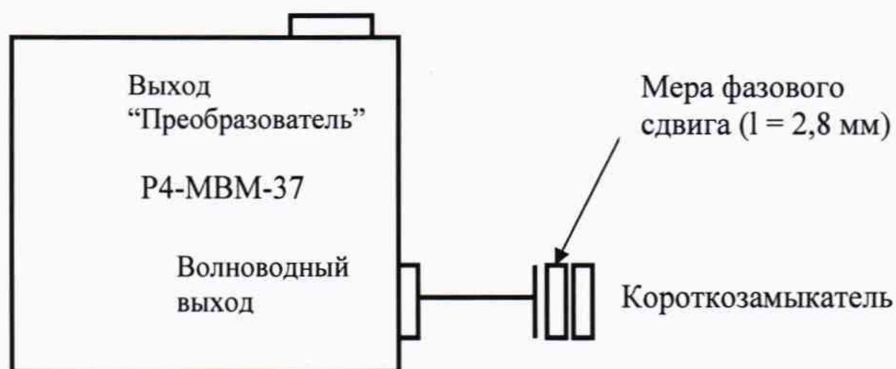 Выход
“Преобразователь”
Мера фазового
сдвига (l = 2,8 мм)
Р4-МВМ-37
Волноводный
выход
Короткозамыкатель